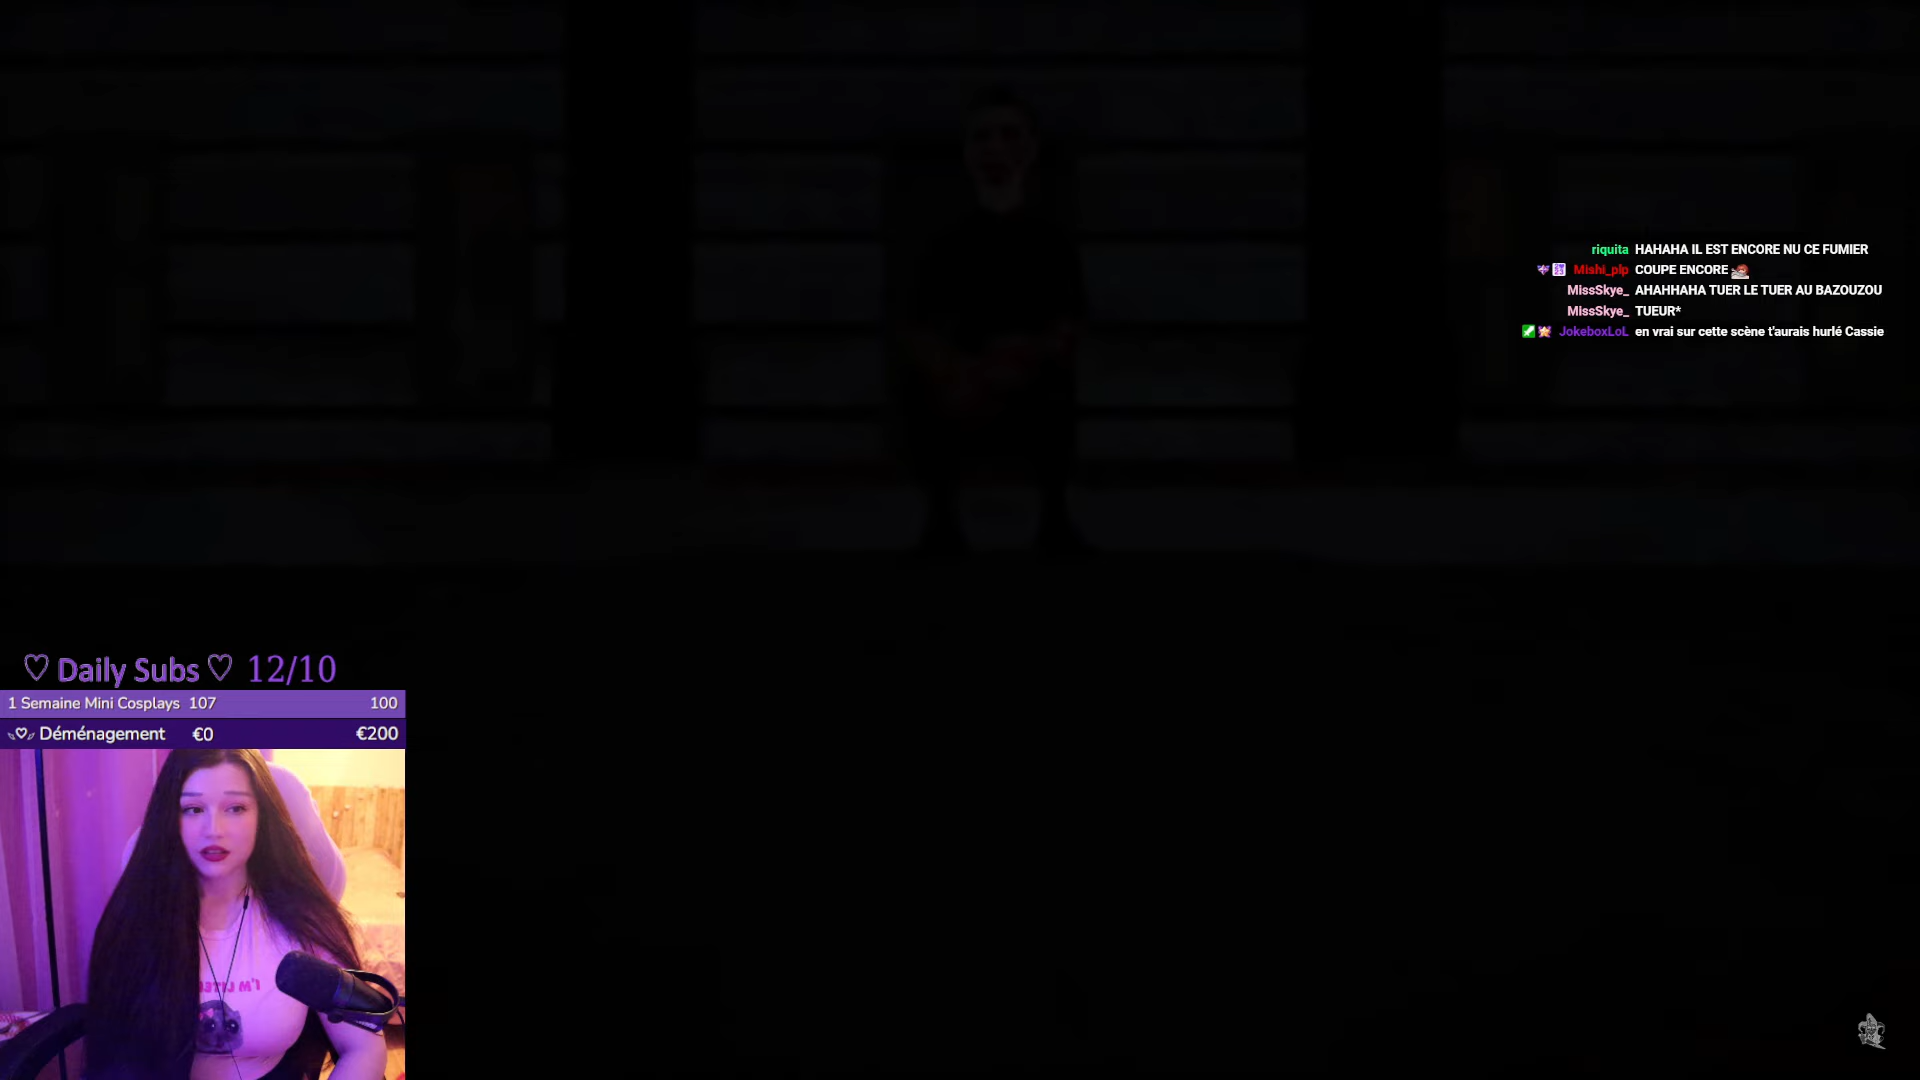 riquita HAHAHA IL EST ENCORE NU CE FUMIER
Mishi_plp COUPE ENCORE
MissSkye_ AHAHHAHA TUER LE TUER AU BAZOUZOU
MissSkye_ TUEUR*
JokeboxLoL en vrai sur cette scène t'aurais hurlé Cassie
♡ Daily Subs ♡ 12/10
1 Semaine Mini Cosplays 107 100
Déménagement €0 €200
I'M